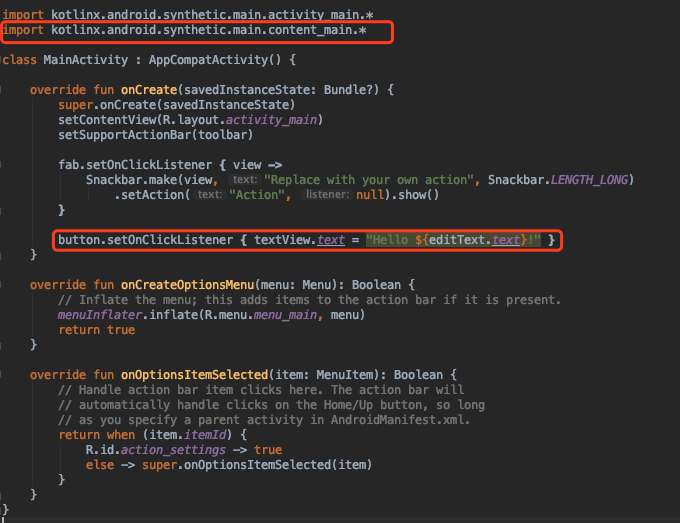 import kotlinx.android.synthetic.main.activity_main.*
import kotlinx.android.synthetic.main.content_main.*
class MainActivity : AppCompatActivity() {
override fun onCreate(savedInstanceState: Bundle?) {
super.onCreate(savedInstanceState)
setContentView(R.layout.activity_main)
setSupportActionBar(toolbar)
fab.setOnClickListener { view ->
Snackbar.make(view, text: "Replace with your own action", Snackbar.LENGTH_LONG)
.setAction( text: "Action", listener: null).show()
}
button.setOnClickListener { textView.text = "Hello ${editText.text}!" }
}
override fun onCreateOptionsMenu(menu: Menu): Boolean {
// Inflate the menu; this adds items to the action bar if it is present.
menuInflater.inflate(R.menu.menu_main, menu)
return true
}
override fun onOptionsItemSelected(item: MenuItem): Boolean {
// Handle action bar item clicks here. The action bar will
// automatically handle clicks on the Home/Up button, so long
// as you specify a parent activity in AndroidManifest.xml.
return when (item.itemId) {
R.id.action_settings -> true
else -> super.onOptionsItemSelected(item)
}
}
}